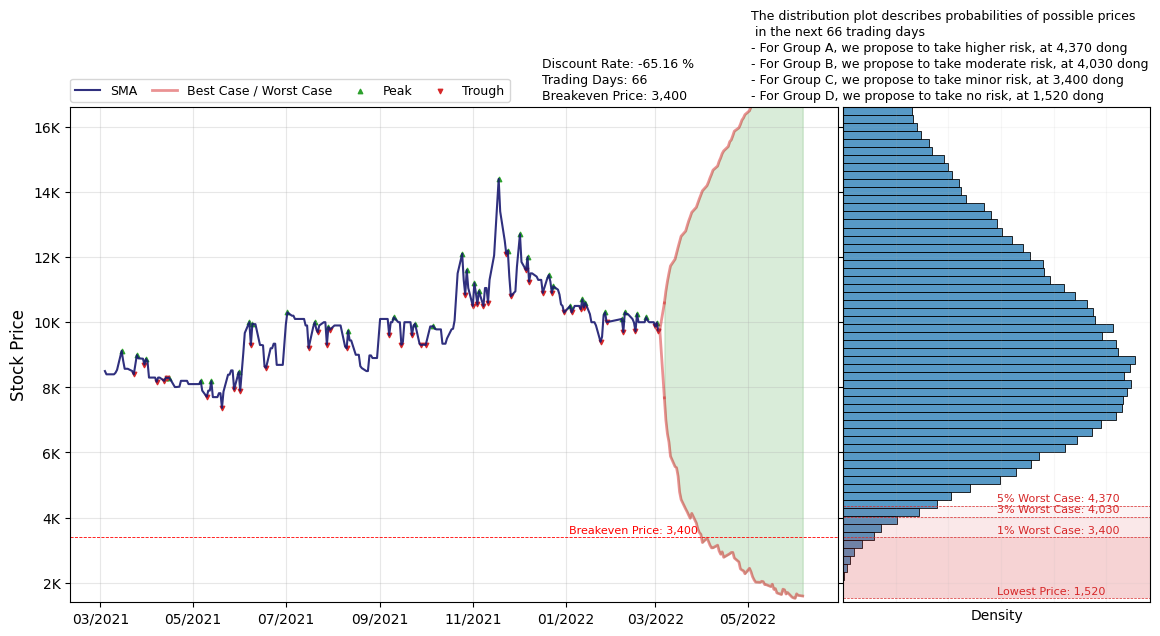 The distribution plot describes probabilities of possible prices
in the next 66 trading days
- For Group A, we propose to take higher risk, at 4,370 dong
- For Group B, we propose to take moderate risk, at 4,030 dong
- For Group C, we propose to take minor risk, at 3,400 dong
- For Group D, we propose to take no risk, at 1,520 dong
Discount Rate: -65.16 %
Trading Days: 66
Breakeven Price: 3,400
SMA Best Case / Worst Case Peak Trough
Stock Price
16K
14K
12K
10K
8K
6K
4K
2K
Breakeven Price: 3,400
03/2021 05/2021 07/2021 09/2021 11/2021 01/2022 03/2022 05/2022
5% Worst Case: 4,370
3% Worst Case: 4,030
1% Worst Case: 3,400
Lowest Price: 1,520
Density